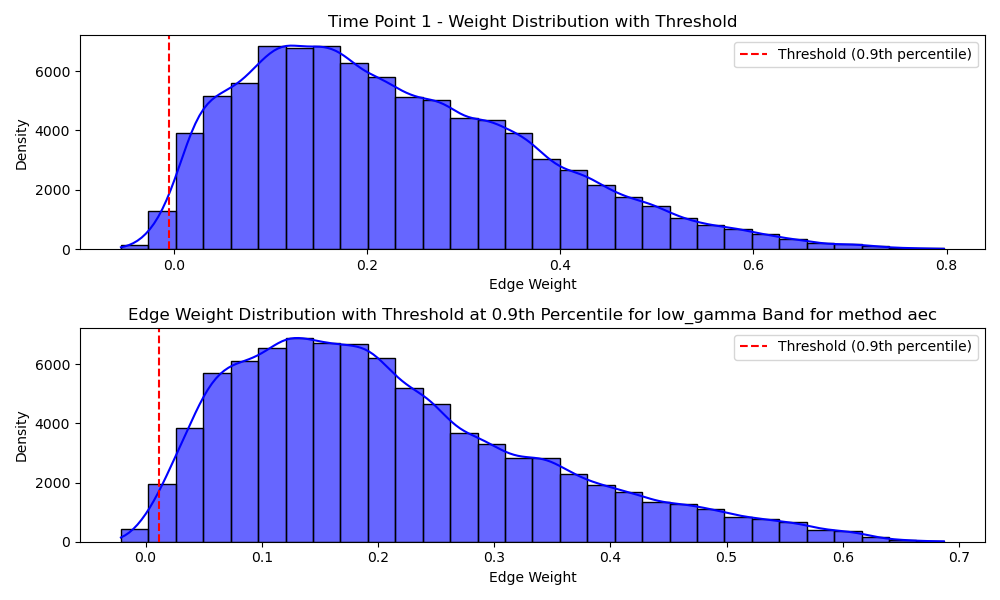 Time Point 1 - Weight Distribution with Threshold
Threshold (0.9th percentile)
Density
6000
4000
2000
0
0.0 0.2 0.4 0.6 0.8
Edge Weight
Edge Weight Distribution with Threshold at 0.9th Percentile for low_gamma Band for method aec
Threshold (0.9th percentile)
Density
6000
4000
2000
0
0.0 0.1 0.2 0.3 0.4 0.5 0.6 0.7
Edge Weight